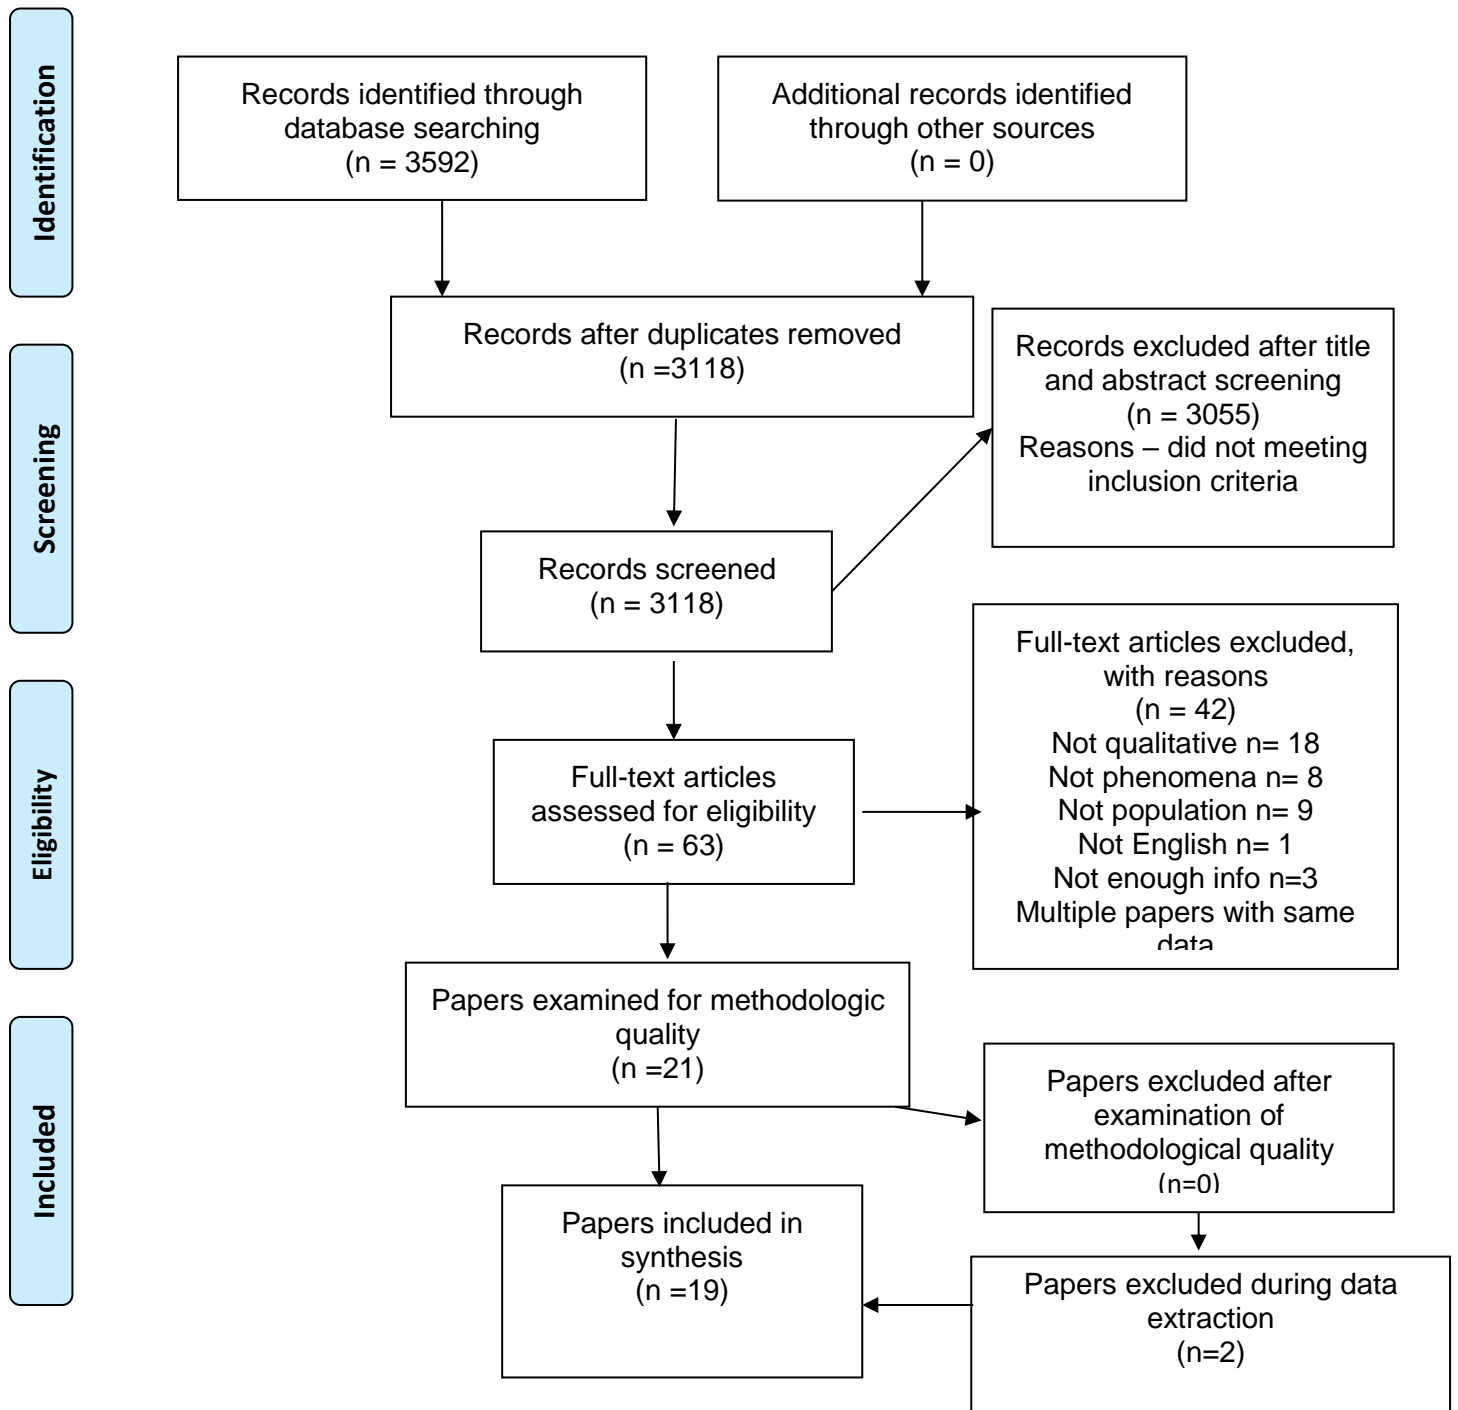 Identification
Records identified through
database searching
(n = 3592)
Additional records identified
through other sources
(n = 0)
Records after duplicates removed
(n =3118)
Screening
Records excluded after title
and abstract screening
(n = 3055)
Reasons – did not meeting
inclusion criteria
Records screened
(n = 3118)
Eligibility
Full-text articles excluded,
with reasons
(n = 42)
Not qualitative n= 18
Not phenomena n= 8
Not population n= 9
Not English n= 1
Not enough info n=3
Multiple papers with same
data
Full-text articles
assessed for eligibility
(n = 63)
Papers examined for methodologic
quality
(n =21)
Included
Papers excluded after
examination of
methodological quality
(n=0)
Papers included in
synthesis
(n =19)
Papers excluded during data
extraction
(n=2)